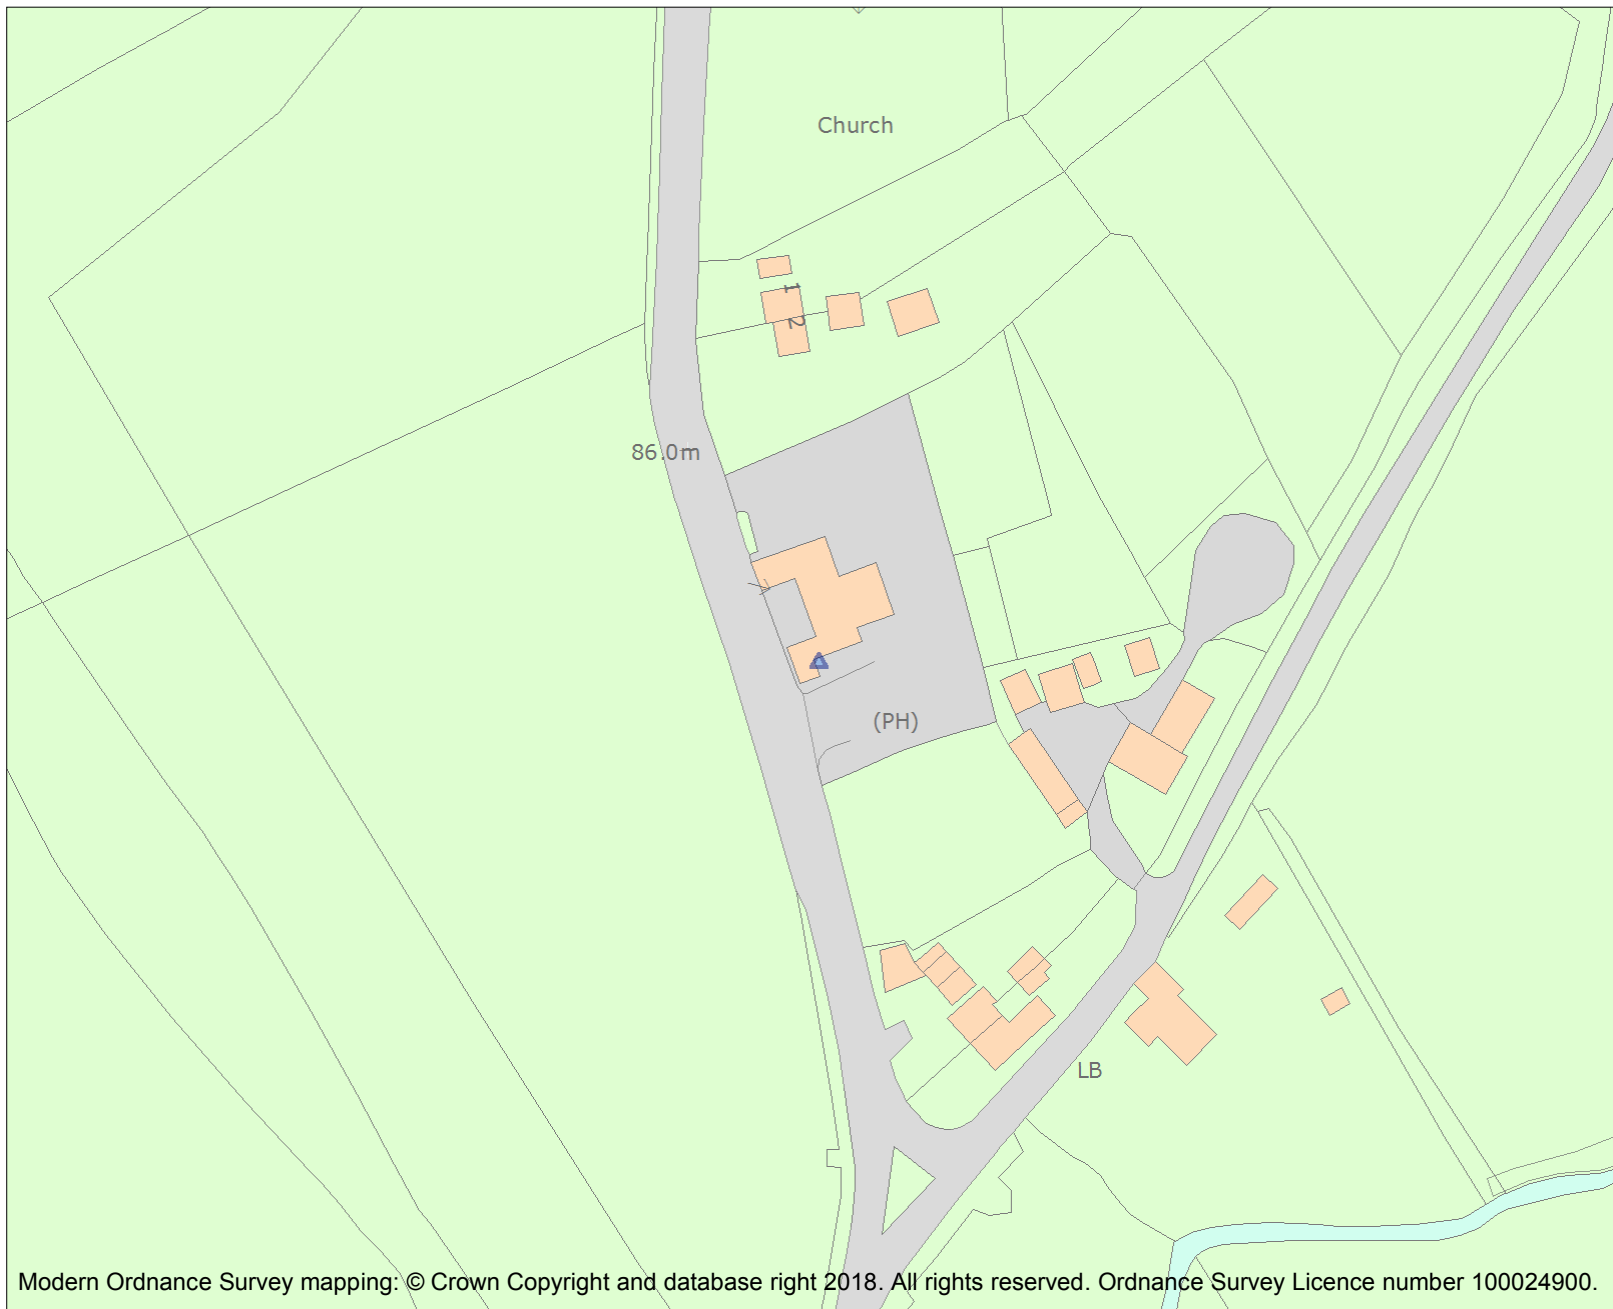 Church
1
2
86.0m
(PH)
LB
Modern Ordnance Survey mapping: © Crown Copyright and database right 2018. All rights reserved. Ordnance Survey Licence number 100024900.